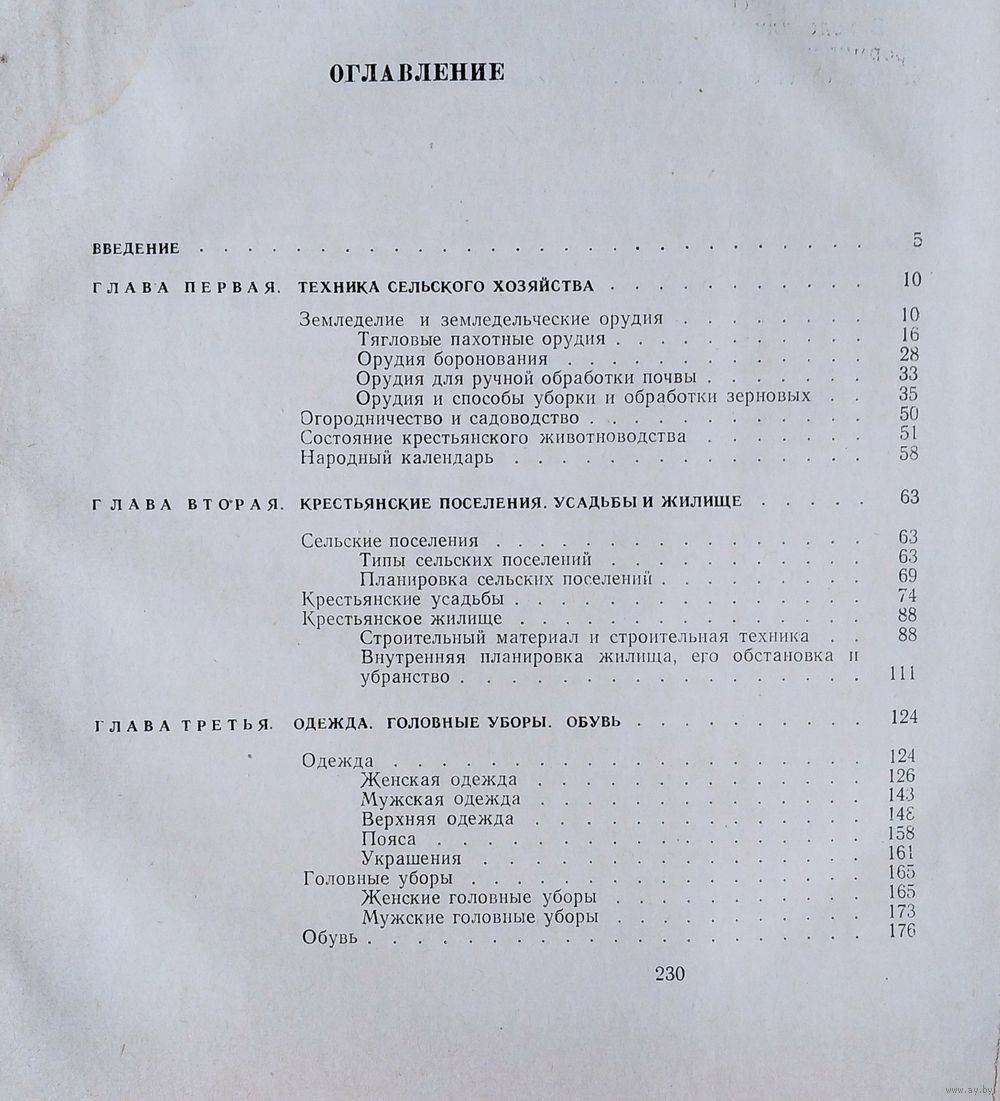 ОГЛАВЛЕНИЕ
ВВЕДЕНИЕ . . . . . . . . . . . . . . . . . . . . . . 5
ГЛАВА ПЕРВАЯ. ТЕХНИКА СЕЛЬСКОГО ХОЗЯЙСТВА . . . . . . . . . . . 10
Земледелие и земледельческие орудия . . . . . . . . 10
Тягловые пахотные орудия . . . . . . . . . . . 16
Орудия боронования . . . . . . . . . . . . . 28
Орудия для ручной обработки почвы . . . . . . . 33
Орудия и способы уборки и обработки зерновых . . 35
Огородничество и садоводство . . . . . . . . . . . . 50
Состояние крестьянского животноводства . . . . . . . 51
Народный календарь . . . . . . . . . . . . . . . 58
ГЛАВА ВТОРАЯ. КРЕСТЬЯНСКИЕ ПОСЕЛЕНИЯ. УСАДЬБЫ И ЖИЛИЩЕ . . . . . 63
Сельские поселения . . . . . . . . . . . . . . . . 63
Типы сельских поселений . . . . . . . . . . . 63
Планировка сельских поселений . . . . . . . . . 69
Крестьянские усадьбы . . . . . . . . . . . . . . . 74
Крестьянское жилище . . . . . . . . . . . . . . . 88
Строительный материал и строительная техника . . 88
Внутренняя планировка жилища, его обстановка и
убранство . . . . . . . . . . . . . . . . . . 111
ГЛАВА ТРЕТЬЯ. ОДЕЖДА. ГОЛОВНЫЕ УБОРЫ. ОБУВЬ . . . . . . . . . . 124
Одежда . . . . . . . . . . . . . . . . . . . . 124
Женская одежда . . . . . . . . . . . . . . 126
Мужская одежда . . . . . . . . . . . . . . 143
Верхняя одежда . . . . . . . . . . . . . . 148
Пояса . . . . . . . . . . . . . . . . . . . 158
Украшения . . . . . . . . . . . . . . . . . 161
Головные уборы . . . . . . . . . . . . . . . . . 165
Женские головные уборы . . . . . . . . . . . 165
Мужские головные уборы . . . . . . . . . . . 173
Обувь . . . . . . . . . . . . . . . . . . . . . 176
230
www.ay.by